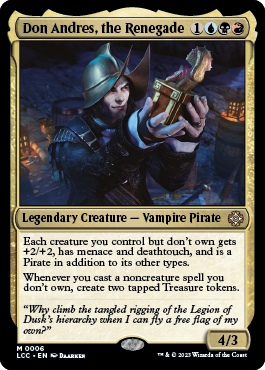 Don Andres, the Renegade 1
Legendary Creature — Vampire Pirate
Each creature you control but don't own gets
+2/+2, has menace and deathtouch, and is a
Pirate in addition to its other types.
Whenever you cast a noncreature spell you
don't own, create two tapped Treasure tokens.
"Why climb the tangled rigging of the Legion of
Dusk's hierarchy when I can fly a free flag of my
own?"
4/3
M 0006
LCC • EN DAARKEN
™ & © 2023 Wizards of the Coast